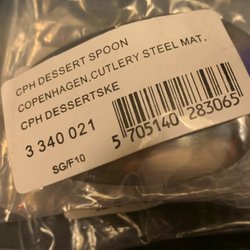 CPH DESSERT SPOON
COPENHAGEN.CUTLERY STEEL MAT.
CPH DESSERTSKE
3 340 021
SG/F10
5 705140 283065